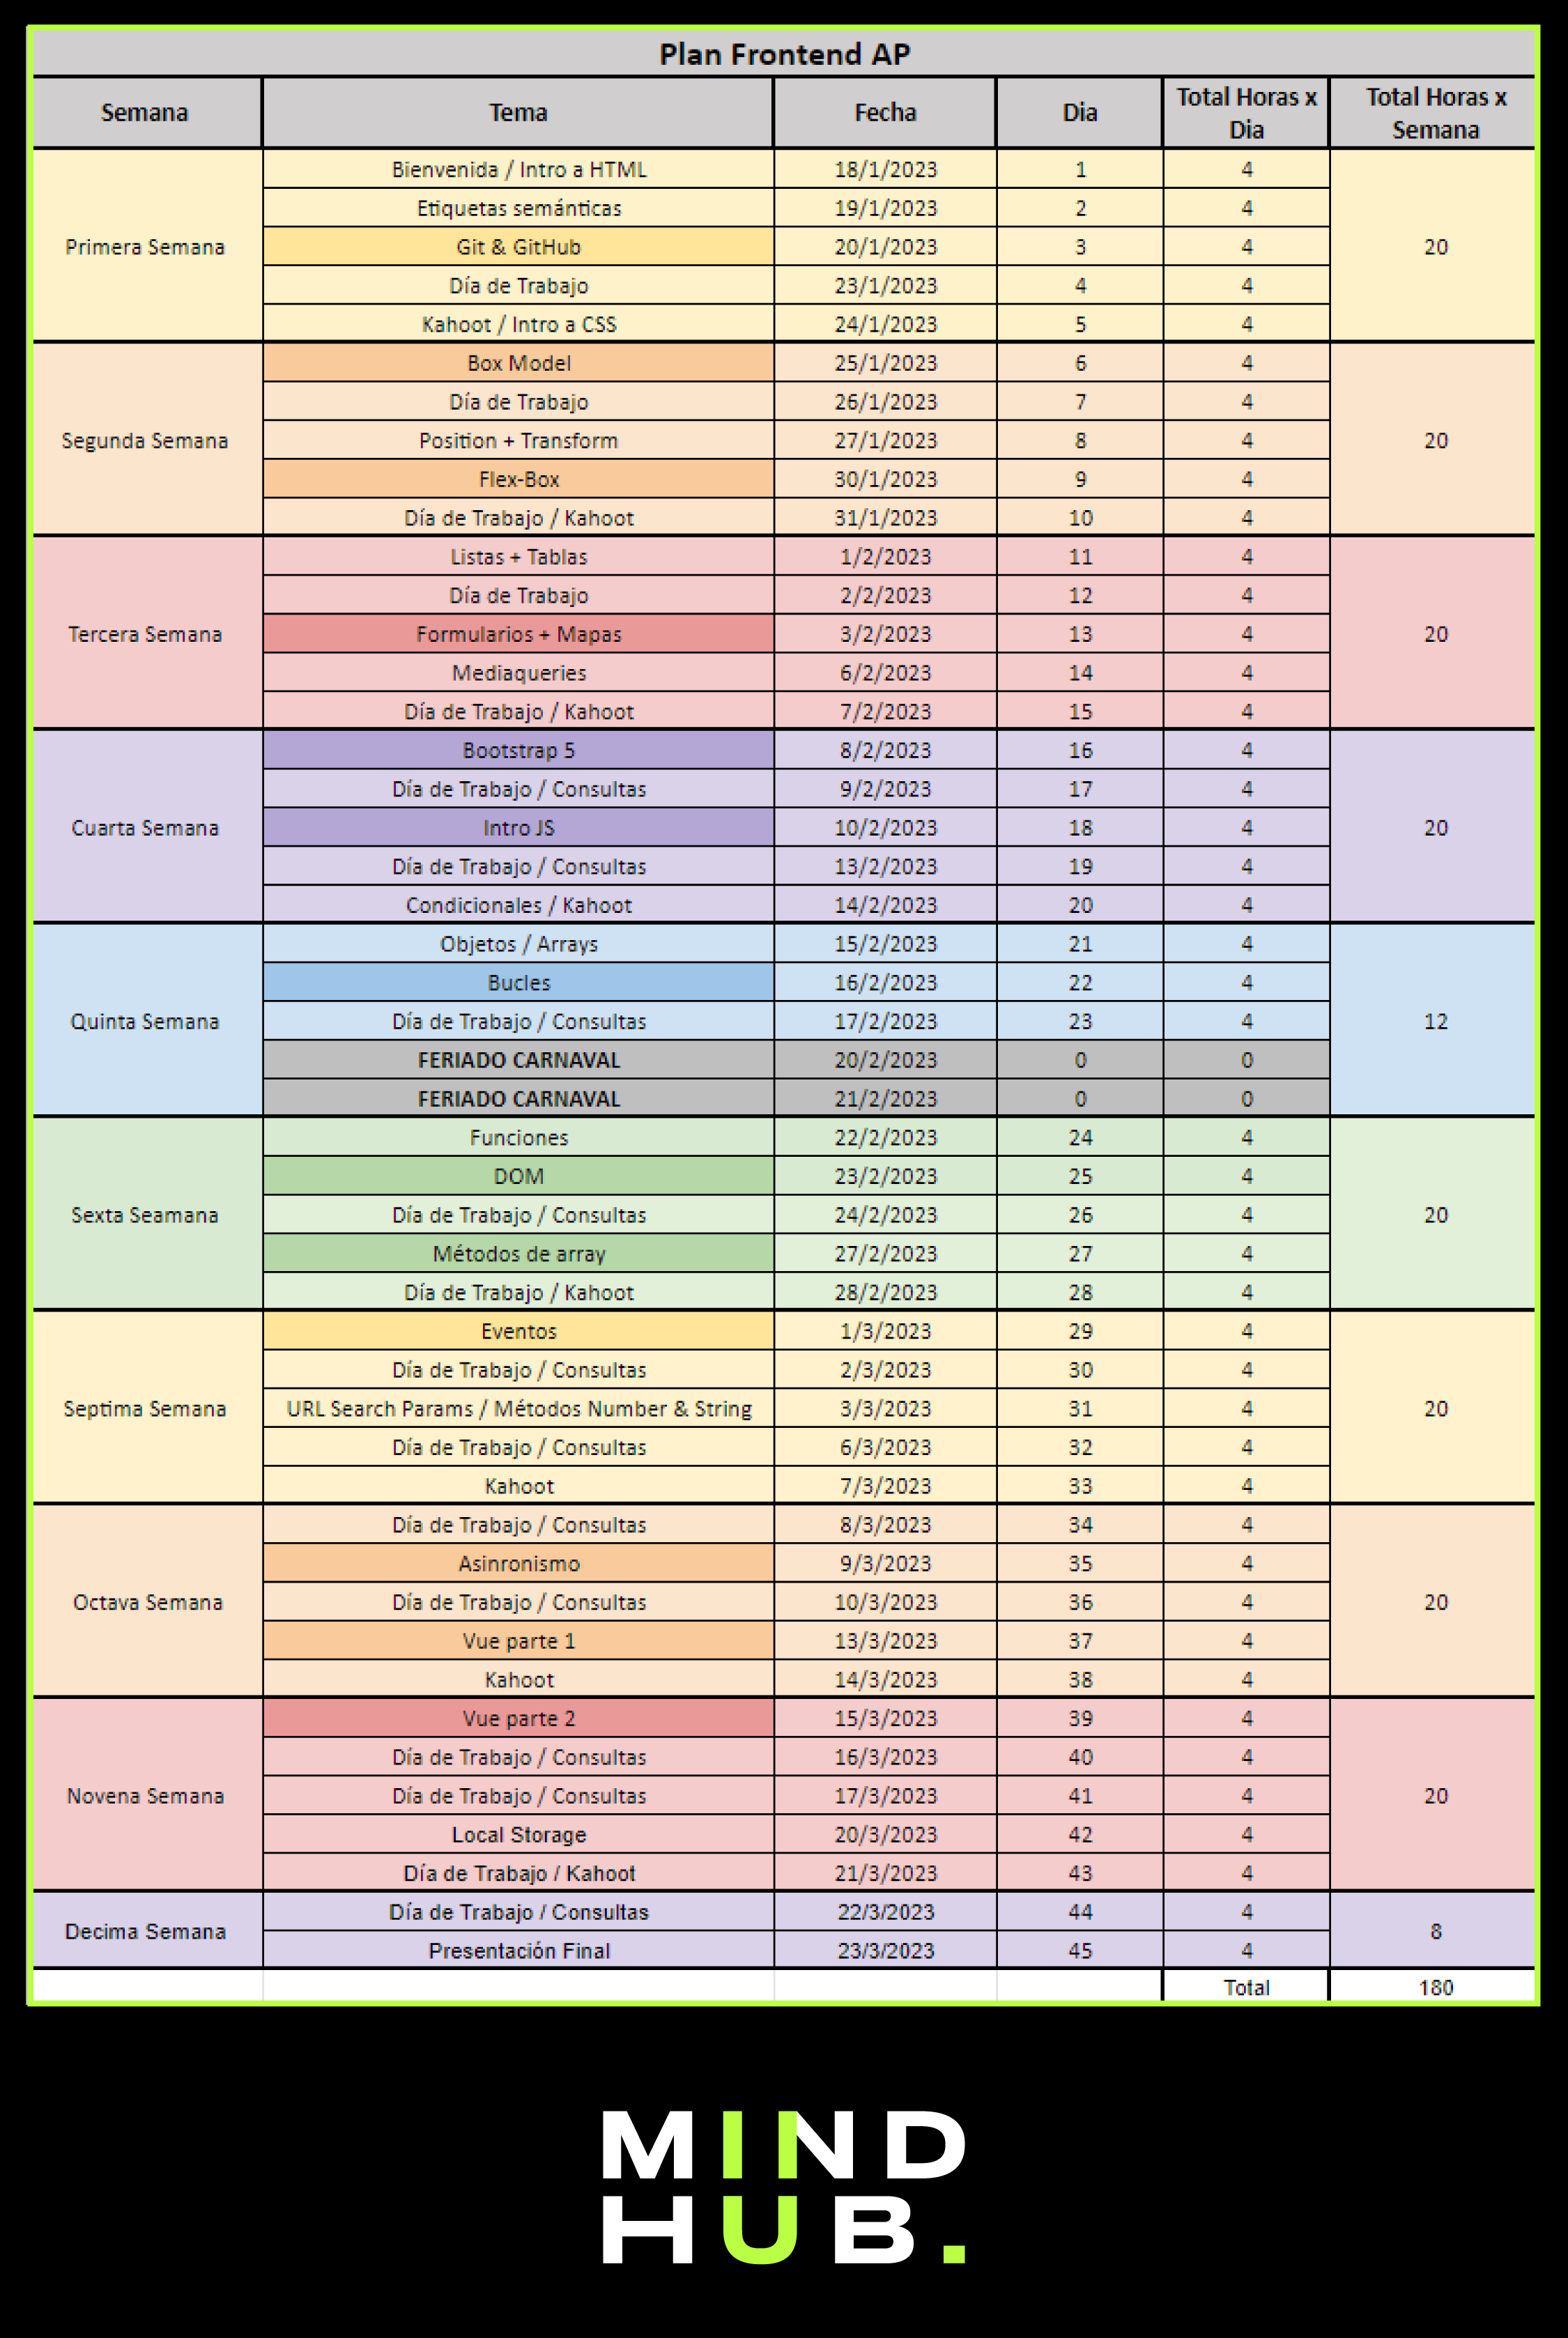 Plan Frontend AP
Semana Tema Fecha Dia Total Horas x Dia Total Horas x Semana
Primera Semana 20
Bienvenida / Intro a HTML 18/1/2023 1 4
Etiquetas semánticas 19/1/2023 2 4
Git & GitHub 20/1/2023 3 4
Día de Trabajo 23/1/2023 4 4
Kahoot / Intro a CSS 24/1/2023 5 4
Segunda Semana 20
Box Model 25/1/2023 6 4
Día de Trabajo 26/1/2023 7 4
Position + Transform 27/1/2023 8 4
Flex-Box 30/1/2023 9 4
Día de Trabajo / Kahoot 31/1/2023 10 4
Tercera Semana 20
Listas + Tablas 1/2/2023 11 4
Día de Trabajo 2/2/2023 12 4
Formularios + Mapas 3/2/2023 13 4
Mediaqueries 6/2/2023 14 4
Día de Trabajo / Kahoot 7/2/2023 15 4
Cuarta Semana 20
Bootstrap 5 8/2/2023 16 4
Día de Trabajo / Consultas 9/2/2023 17 4
Intro JS 10/2/2023 18 4
Día de Trabajo / Consultas 13/2/2023 19 4
Condicionales / Kahoot 14/2/2023 20 4
Quinta Semana 12
Objetos / Arrays 15/2/2023 21 4
Bucles 16/2/2023 22 4
Día de Trabajo / Consultas 17/2/2023 23 4
FERIADO CARNAVAL 20/2/2023 0 0
FERIADO CARNAVAL 21/2/2023 0 0
Sexta Seamana 20
Funciones 22/2/2023 24 4
DOM 23/2/2023 25 4
Día de Trabajo / Consultas 24/2/2023 26 4
Métodos de array 27/2/2023 27 4
Día de Trabajo / Kahoot 28/2/2023 28 4
Septima Semana 20
Eventos 1/3/2023 29 4
Día de Trabajo / Consultas 2/3/2023 30 4
URL Search Params / Métodos Number & String 3/3/2023 31 4
Día de Trabajo / Consultas 6/3/2023 32 4
Kahoot 7/3/2023 33 4
Octava Semana 20
Día de Trabajo / Consultas 8/3/2023 34 4
Asinronismo 9/3/2023 35 4
Día de Trabajo / Consultas 10/3/2023 36 4
Vue parte 1 13/3/2023 37 4
Kahoot 14/3/2023 38 4
Novena Semana 20
Vue parte 2 15/3/2023 39 4
Día de Trabajo / Consultas 16/3/2023 40 4
Día de Trabajo / Consultas 17/3/2023 41 4
Local Storage 20/3/2023 42 4
Día de Trabajo / Kahoot 21/3/2023 43 4
Decima Semana 8
Día de Trabajo / Consultas 22/3/2023 44 4
Presentación Final 23/3/2023 45 4
Total 180
MIND
HUB.